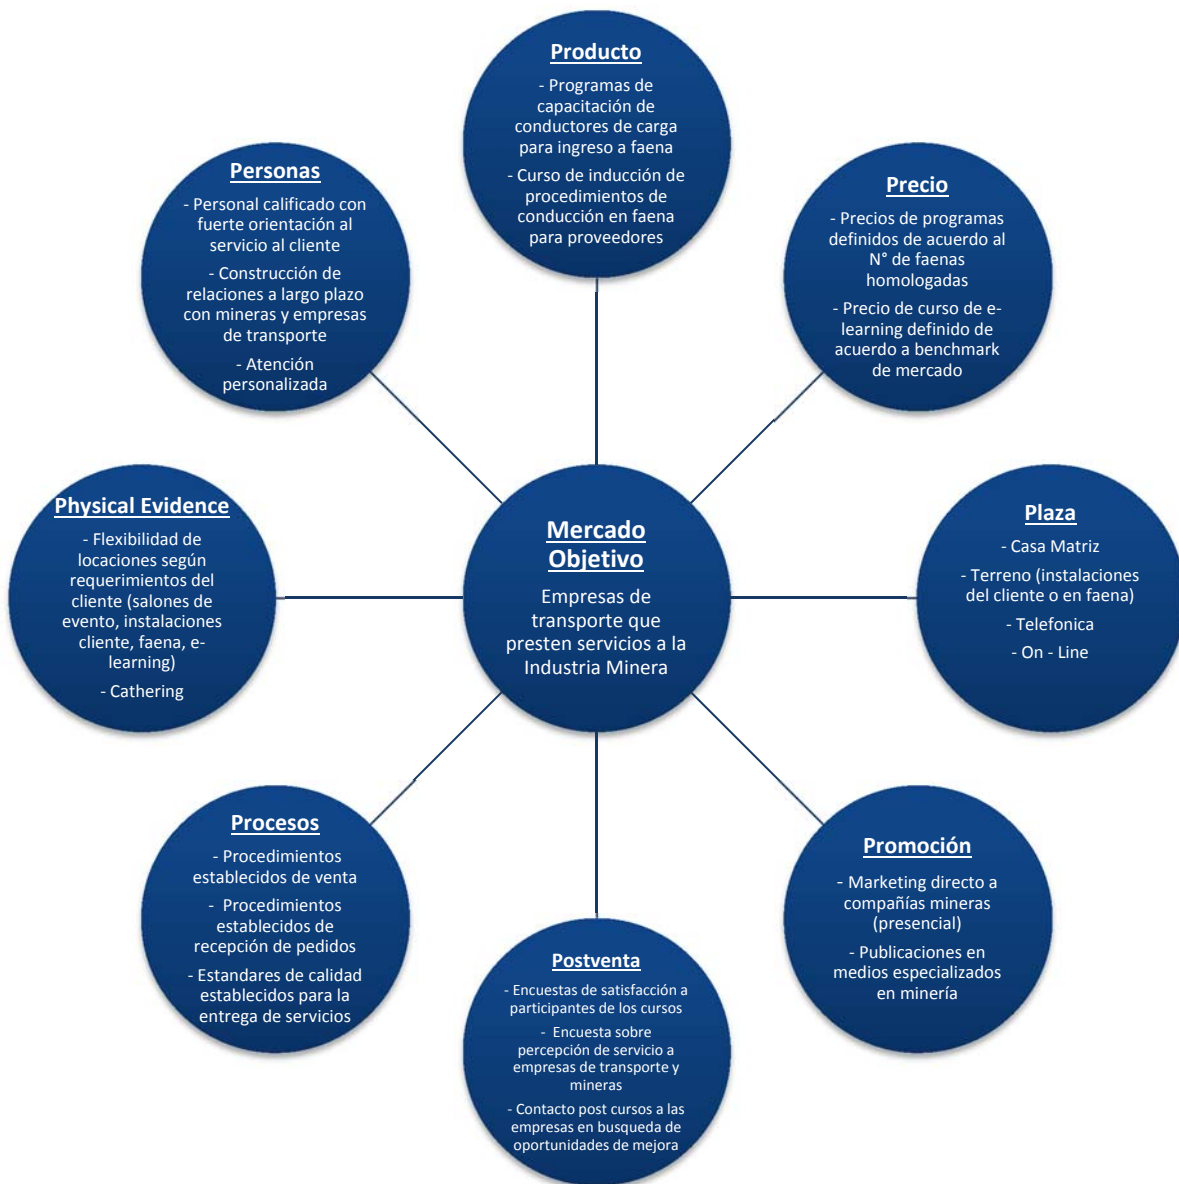 Producto
- Programas de
capacitación de
conductores de carga
para ingreso a faena
- Curso de inducción de
procedimientos de
conducción en faena
para proveedores
Personas
- Personal calificado con
fuerte orientación al
servicio al cliente
- Construcción de
relaciones a largo plazo
con mineras y empresas
de transporte
- Atención
personalizada
Precio
- Precios de programas
definidos de acuerdo al
N° de faenas
homologadas
- Precio de curso de e-
learning definido de
acuerdo a benchmark
de mercado
Physical Evidence
- Flexibilidad de
locaciones según
requerimientos del
cliente (salones de
evento, instalaciones
cliente, faena, e-
learning)
- Cathering
Mercado
Objetivo
Empresas de
transporte que
presten servicios a la
Industria Minera
Plaza
- Casa Matriz
- Terreno (instalaciones
del cliente o en faena)
- Telefonica
- On - Line
Procesos
- Procedimientos
establecidos de venta
- Procedimientos
establecidos de
recepción de pedidos
- Estandares de calidad
establecidos para la
entrega de servicios
Promoción
- Marketing directo a
compañías mineras
(presencial)
- Publicaciones en
medios especializados
en minería
Postventa
- Encuestas de satisfacción a
participantes de los cursos
- Encuesta sobre
percepción de servicio a
empresas de transporte y
mineras
- Contacto post cursos a las
empresas en busqueda de
oportunidades de mejora